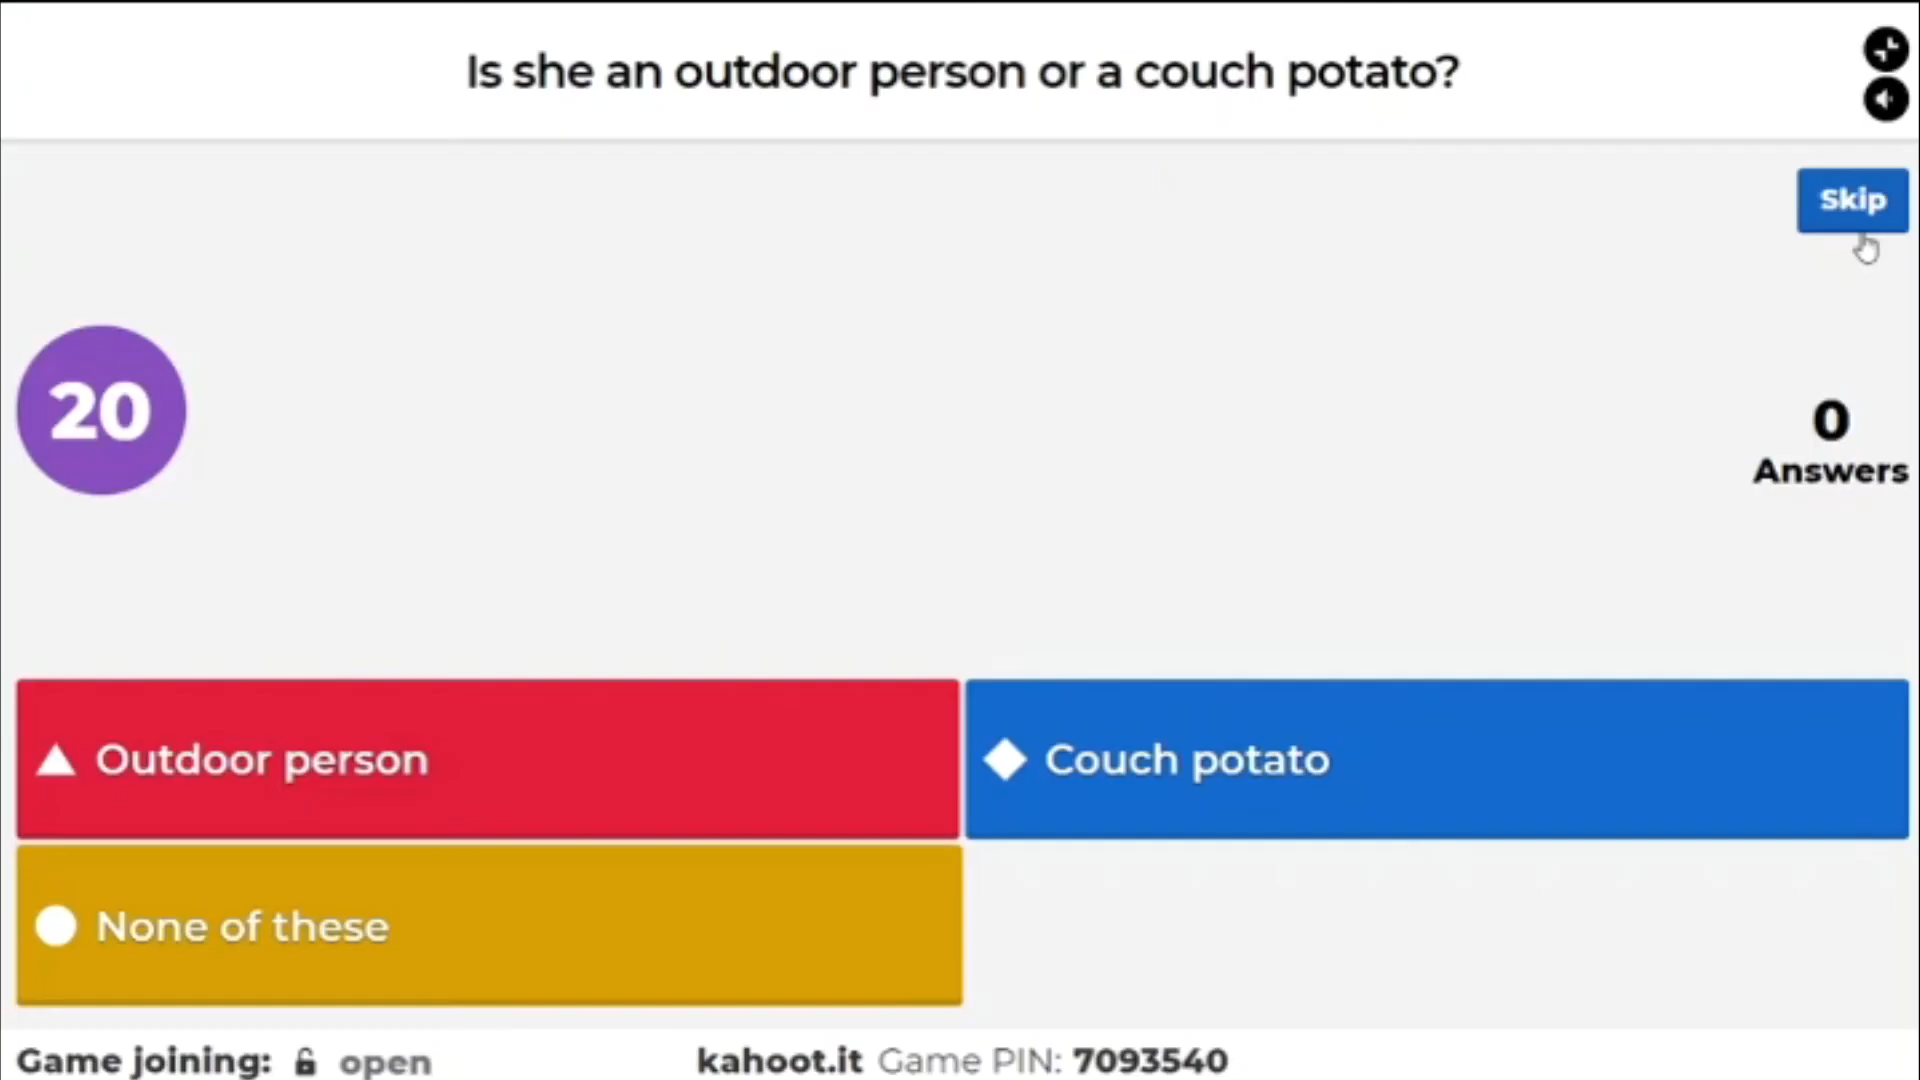 Is she an outdoor person or a couch potato?
Skip
20
0
Answers
Outdoor person
Couch potato
None of these
Game joining: open
kahoot.it Game PIN: 7093540